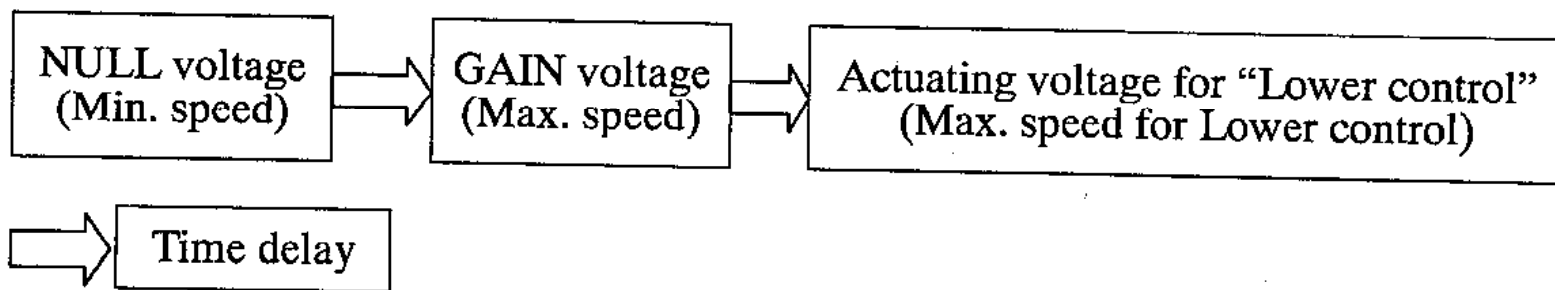 NULL voltage
(Min. speed)
GAIN voltage
(Max. speed)
Actuating voltage for “Lower control”
(Max. speed for Lower control)
Time delay